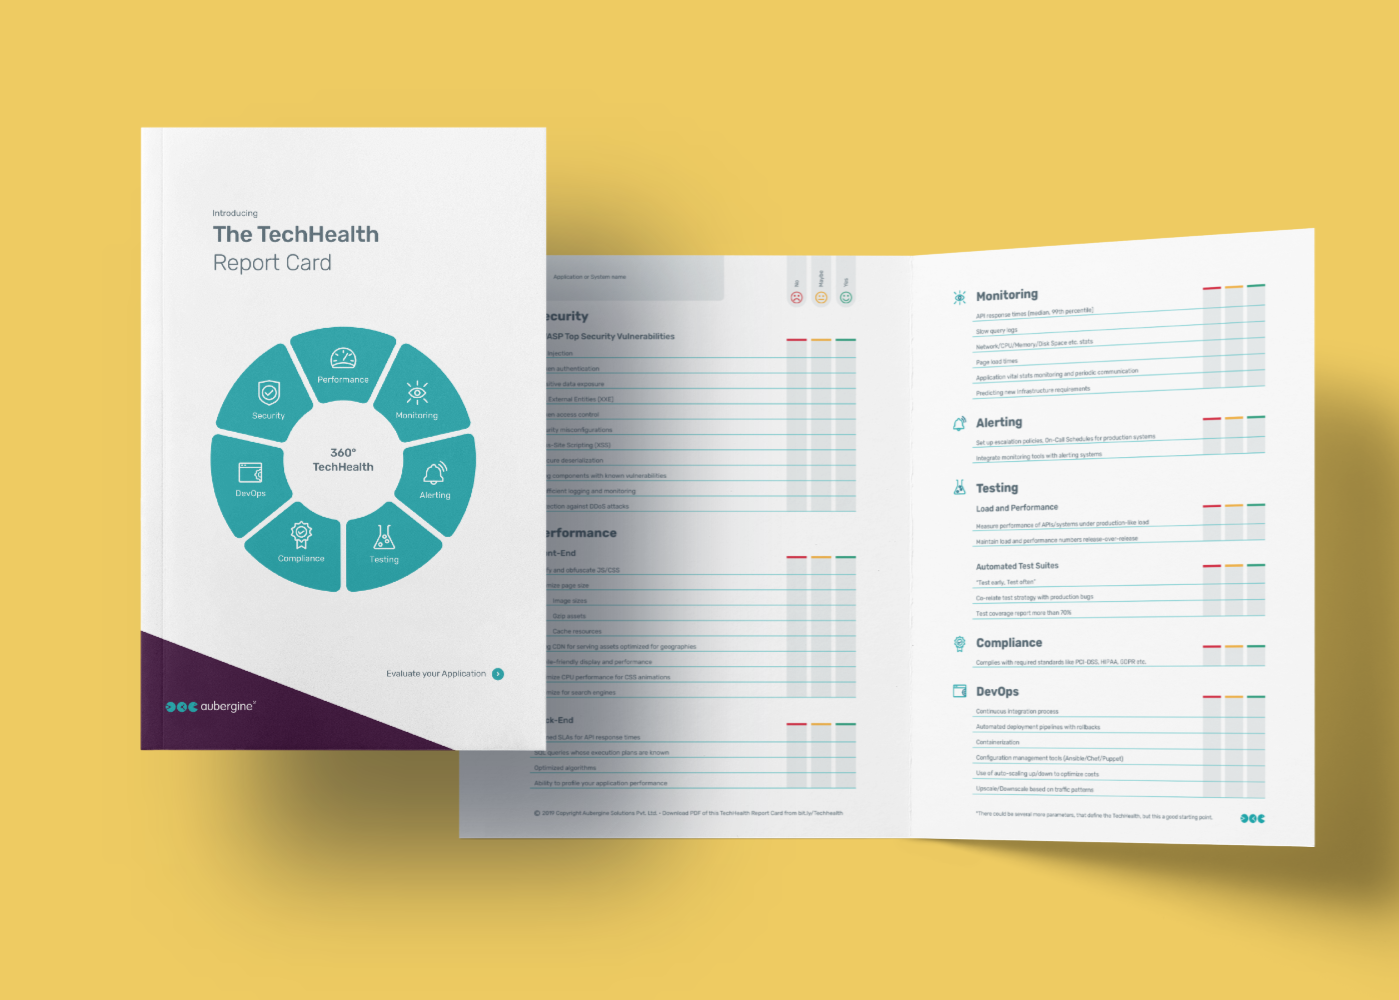 Introducing
The TechHealth
Report Card
Performance
Security
Monitoring
360°
TechHealth
DevOps
Alerting
Compliance
Testing
Evaluate your Application
aubergine
Application or System name
No
Maybe
Yes
ecurity
ASP Top Security Vulnerabilities
Injection
en authentication
itive data exposure
External Entities (XXE)
en access control
urity misconfigurations
s-Site Scripting (XSS)
cure deserialization
g components with known vulnerabilities
fficient logging and monitoring
ection against DDoS attacks
erformance
nt-End
fy and obfuscate JS/CSS
mize page size
Image sizes
Gzip assets
Cache resources
g CDN for serving assets optimized for geographies
le-friendly display and performance
mize CPU performance for CSS animations
mize for search engines
ck-End
ned SLAs for API response times
SQL queries whose execution plans are known
Optimized algorithms
Ability to profile your application performance
© 2019 Copyright Aubergine Solutions Pvt. Ltd. - Download PDF of this TechHealth Report Card from bit.ly/Techhealth
Monitoring
API response times (median, 99th percentile)
Slow query logs
Network/CPU/Memory/Disk Space etc. stats
Page load times
Application vital stats monitoring and periodic communication
Predicting new infrastructure requirements
Alerting
Set up escalation policies, On-Call Schedules for production systems
Integrate monitoring tools with alerting systems
Testing
Load and Performance
Measure performance of APIs/systems under production-like load
Maintain load and performance numbers release-over-release
Automated Test Suites
"Test early, Test often"
Co-relate test strategy with production bugs
Test coverage report more than 70%
Compliance
Complies with required standards like PCI-DSS, HIPAA, GDPR etc.
DevOps
Continuous integration process
Automated deployment pipelines with rollbacks
Containerization
Configuration management tools (Ansible/Chef/Puppet)
Use of auto-scaling up/down to optimize costs
Upscale/Downscale based on traffic patterns
*There could be several more parameters, that define the TechHealth, but this a good starting point.